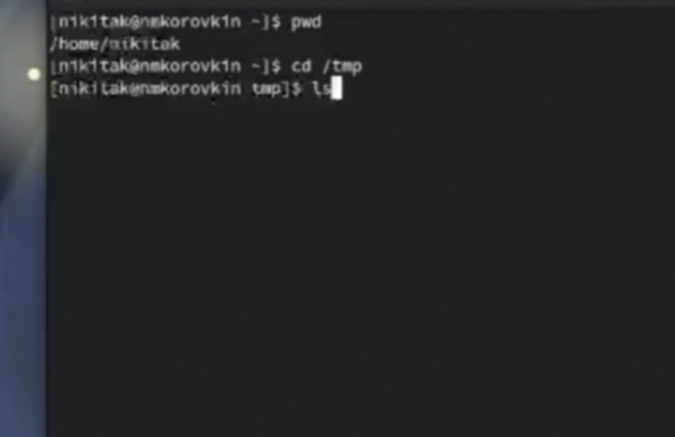 [nikitak@nmkorovkin ~]$ pwd
/home/nikitak
[nikitak@nmkorovkin ~]$ cd /tmp
[nikitak@nmkorovkin tmp]$ ls